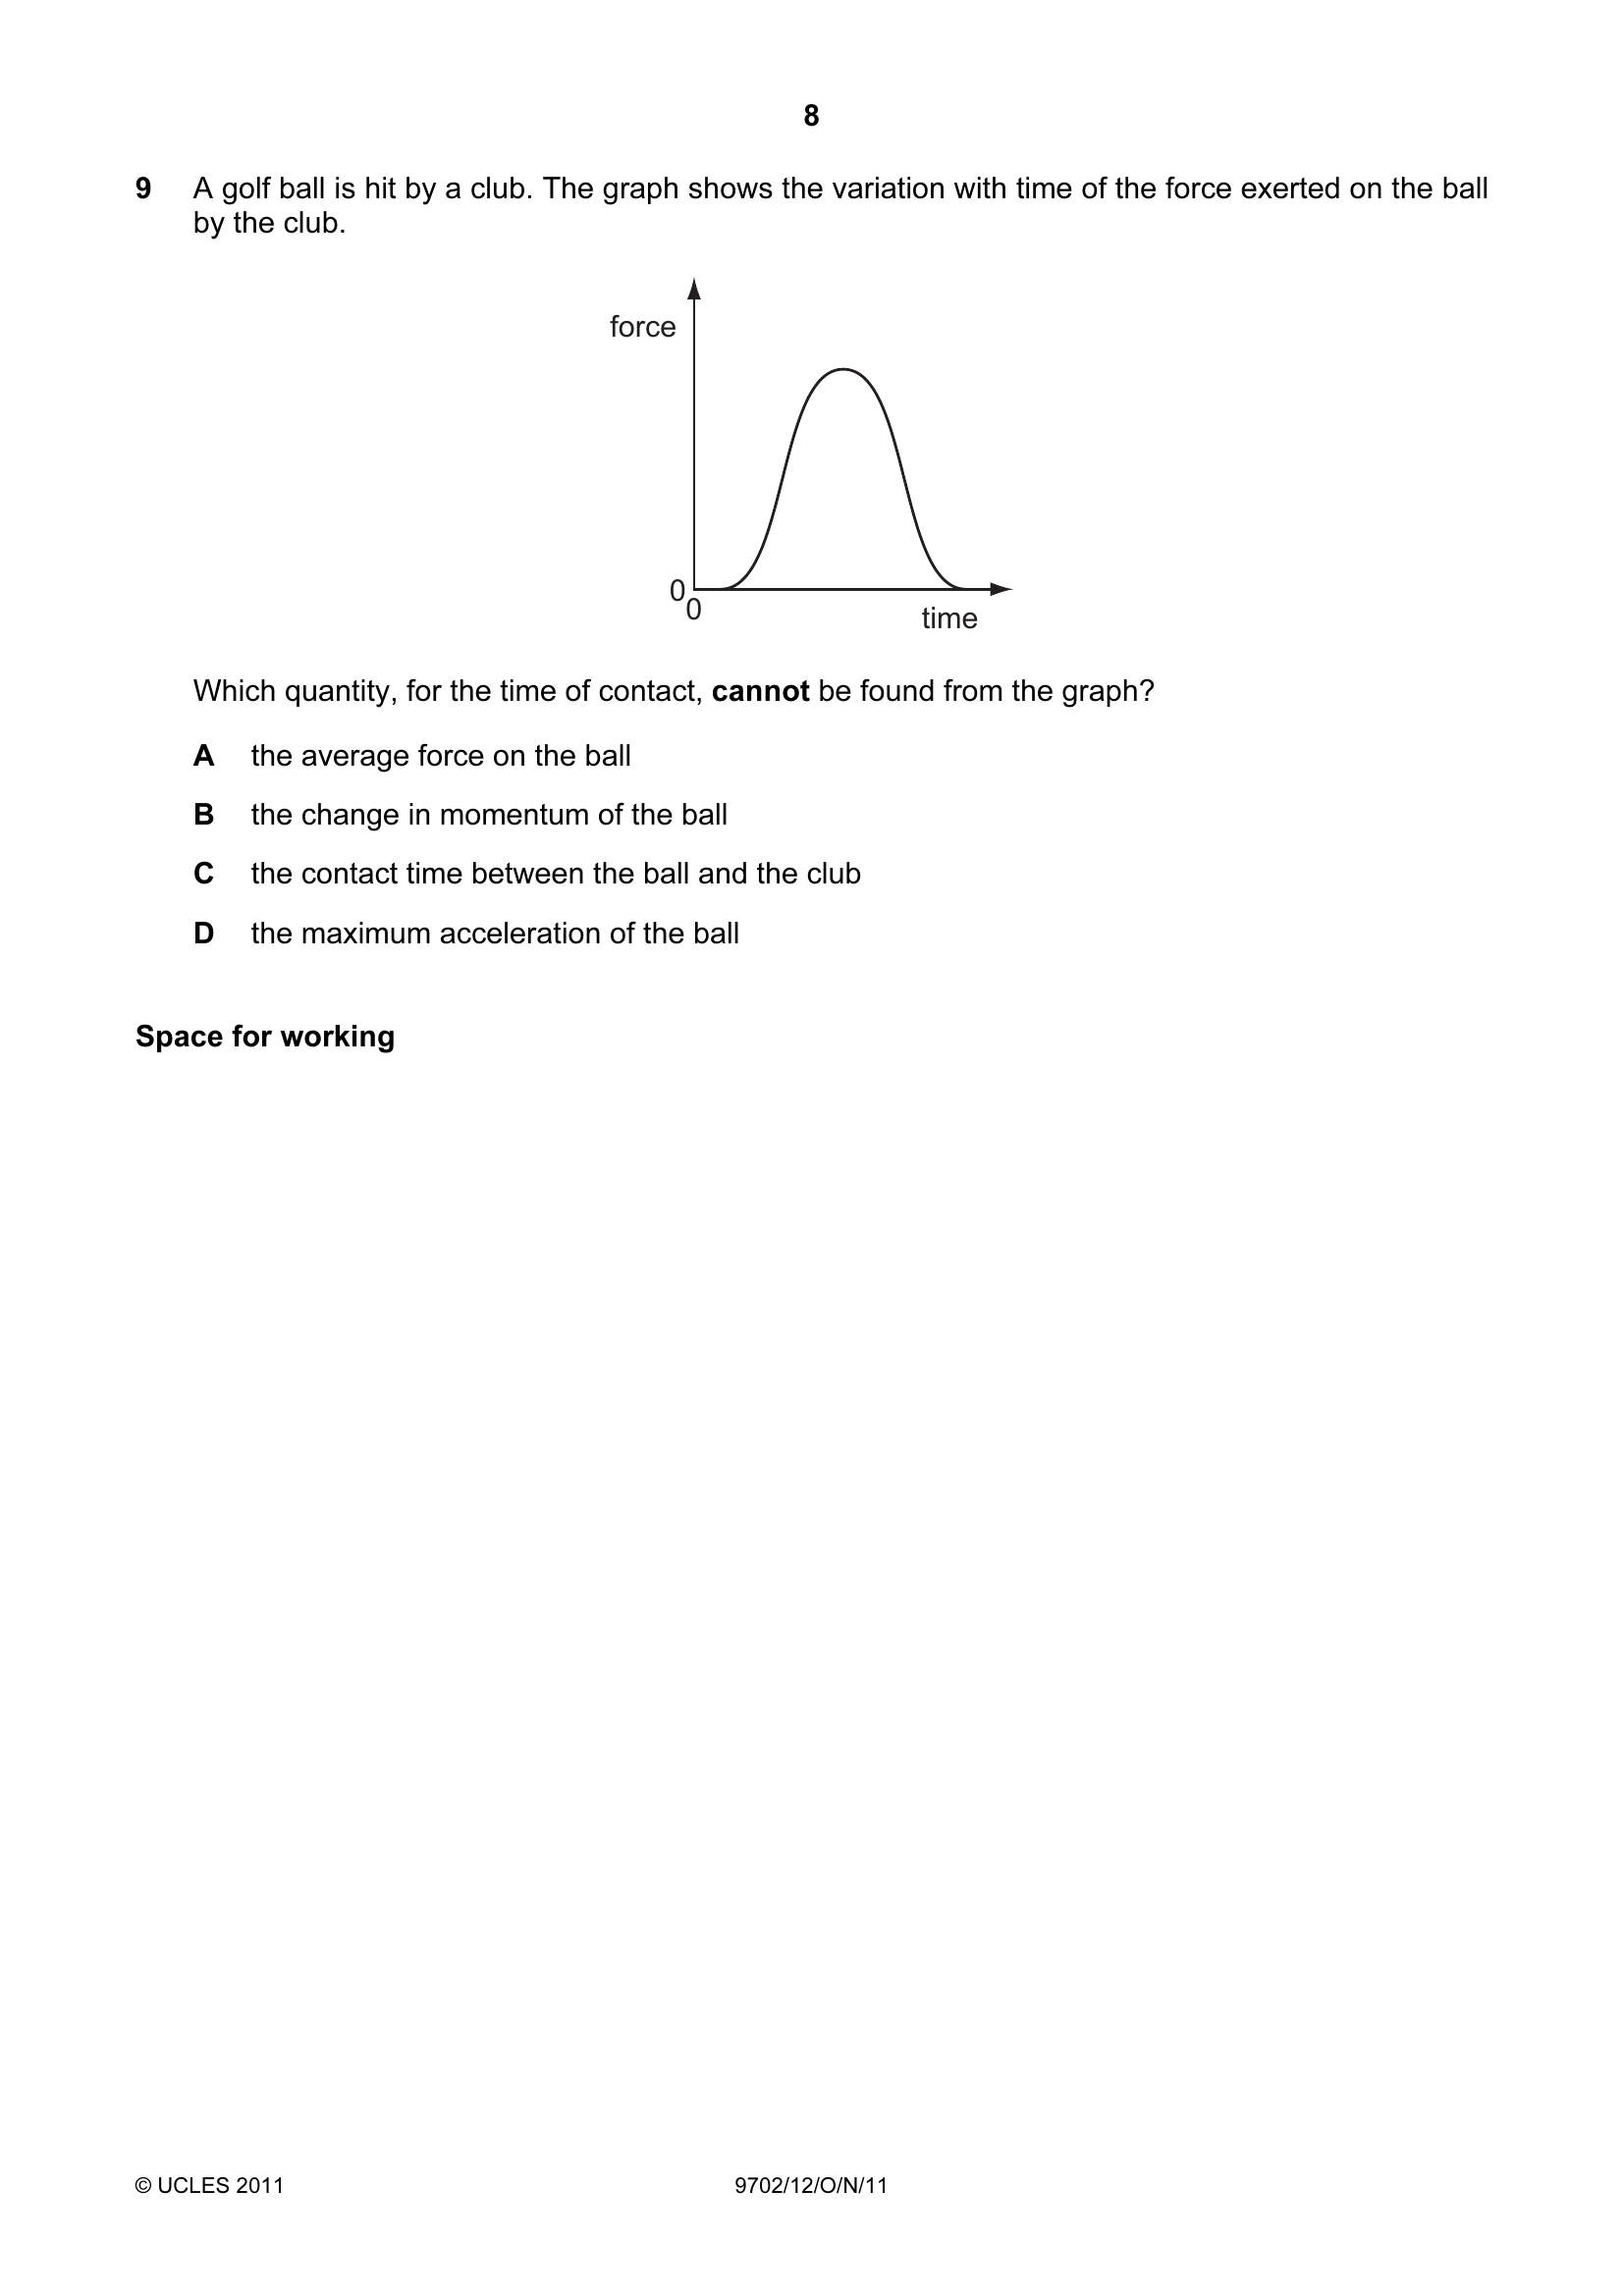 8
9 A golf ball is hit by a club. The graph shows the variation with time of the force exerted on the ball
by the club.
force
0
0
time
Which quantity, for the time of contact, cannot be found from the graph?
A the average force on the ball
B the change in momentum of the ball
C the contact time between the ball and the club
D the maximum acceleration of the ball
Space for working
© UCLES 2011 9702/12/O/N/11